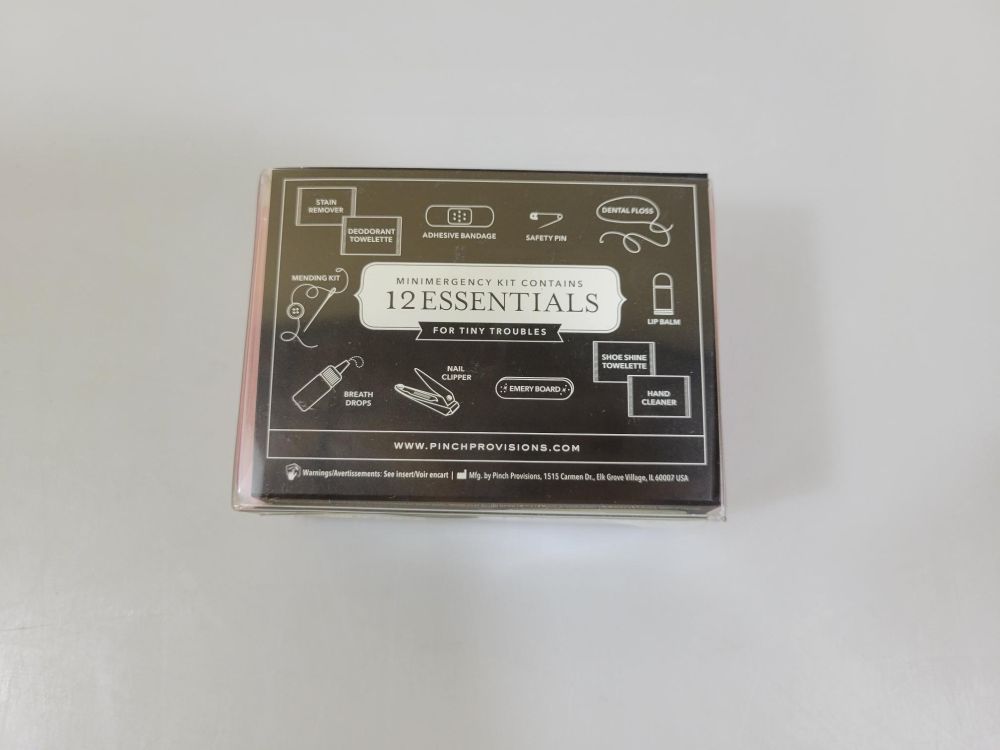 STAIN
REMOVER
DEODORANT
TOWELETTE
ADHESIVE BANDAGE
SAFETY PIN
DENTAL FLOSS
MENDING KIT
MINIMERGENCY KIT CONTAINS
12 ESSENTIALS
FOR TINY TROUBLES
LIP BALM
BREATH
DROPS
NAIL
CLIPPER
EMERY BOARD
SHOE SHINE
TOWELETTE
HAND
CLEANER
WWW.PINCHPROVISIONS.COM
Warnings/Avertissements: See insert/Voir encart | Mfg. by Pinch Provisions, 1515 Carmen Dr., Elk Grove Village, IL 60007 USA